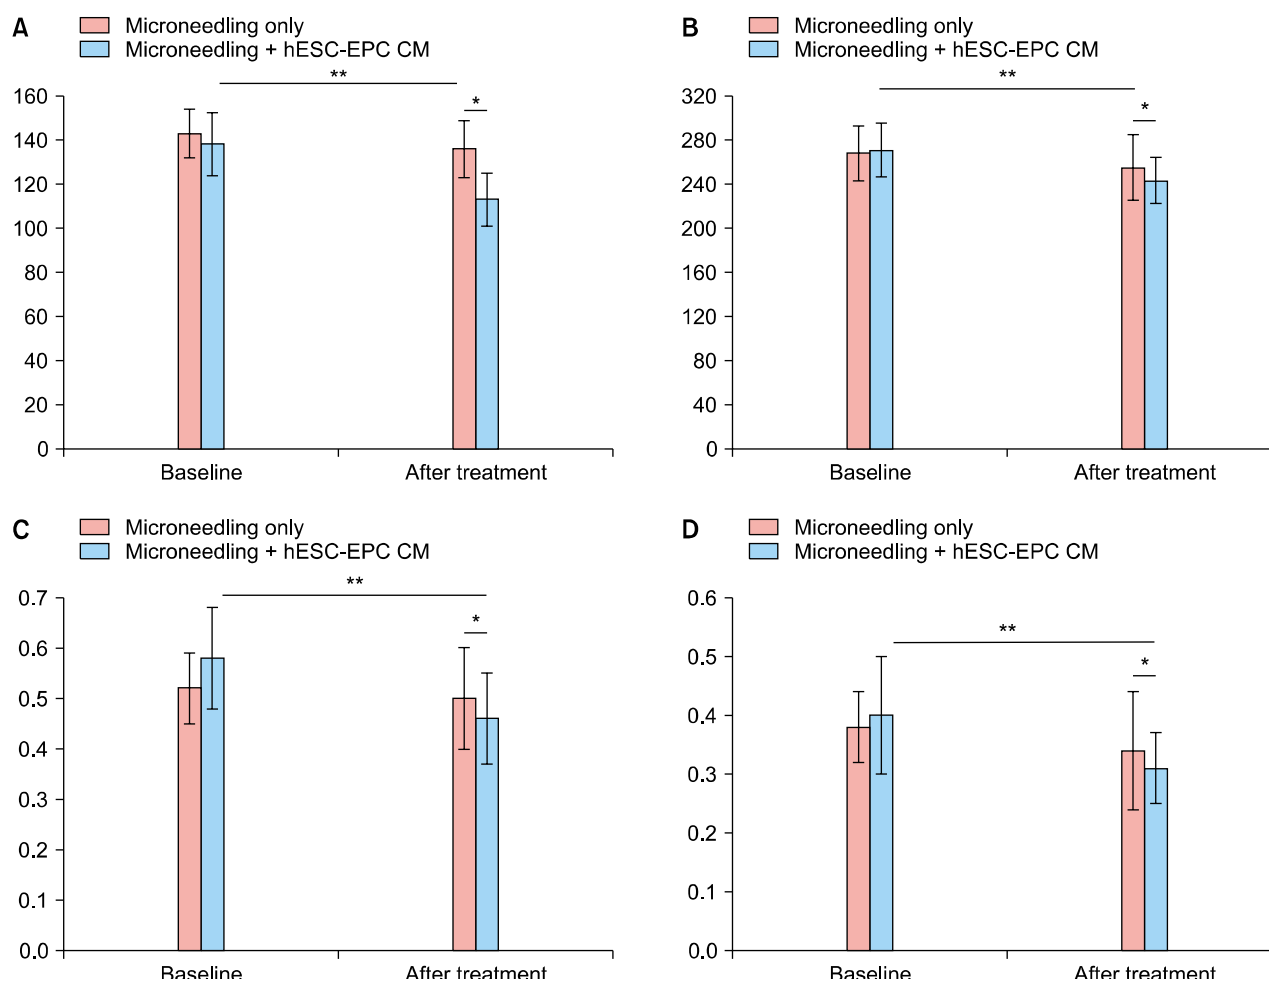 A
Microneedling only
Microneedling + hESC-EPC CM
**
*
160
140
120
100
80
60
40
20
0
Baseline
After treatment
B
Microneedling only
Microneedling + hESC-EPC CM
**
*
320
280
240
200
160
120
80
40
0
Baseline
After treatment
C
Microneedling only
Microneedling + hESC-EPC CM
**
*
0.7
0.6
0.5
0.4
0.3
0.2
0.1
0.0
Baseline
After treatment
D
Microneedling only
Microneedling + hESC-EPC CM
**
*
0.6
0.5
0.4
0.3
0.2
0.1
0.0
Baseline
After treatment